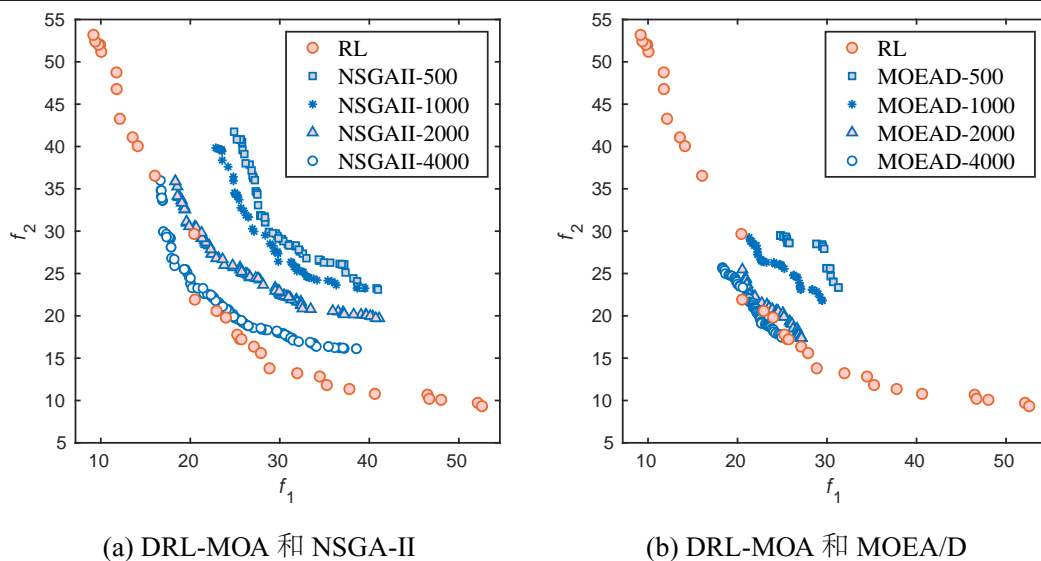 55
50
45
40
35
30
25
20
15
10
5
f2
10
20
30
40
50
f1
RL
NSGAII-500
NSGAII-1000
NSGAII-2000
NSGAII-4000
(a) DRL-MOA 和 NSGA-II
55
50
45
40
35
30
25
20
15
10
5
f2
10
20
30
40
50
f1
RL
MOEAD-500
MOEAD-1000
MOEAD-2000
MOEAD-4000
(b) DRL-MOA 和 MOEA/D